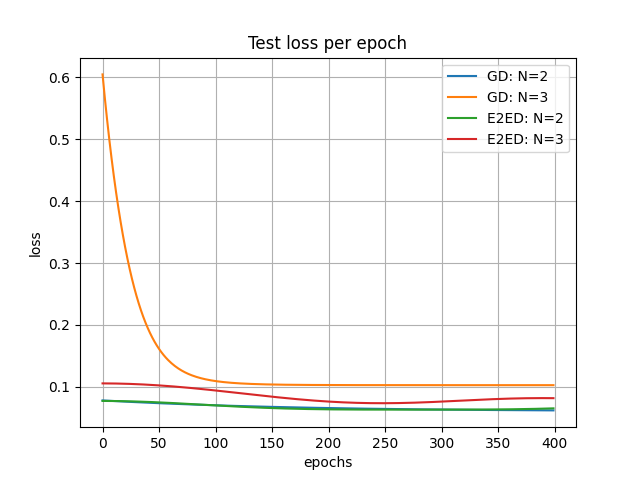 Test loss per epoch
GD: N=2
GD: N=3
E2ED: N=2
E2ED: N=3
0.6
0.5
0.4
0.3
0.2
0.1
loss
0 50 100 150 200 250 300 350 400
epochs